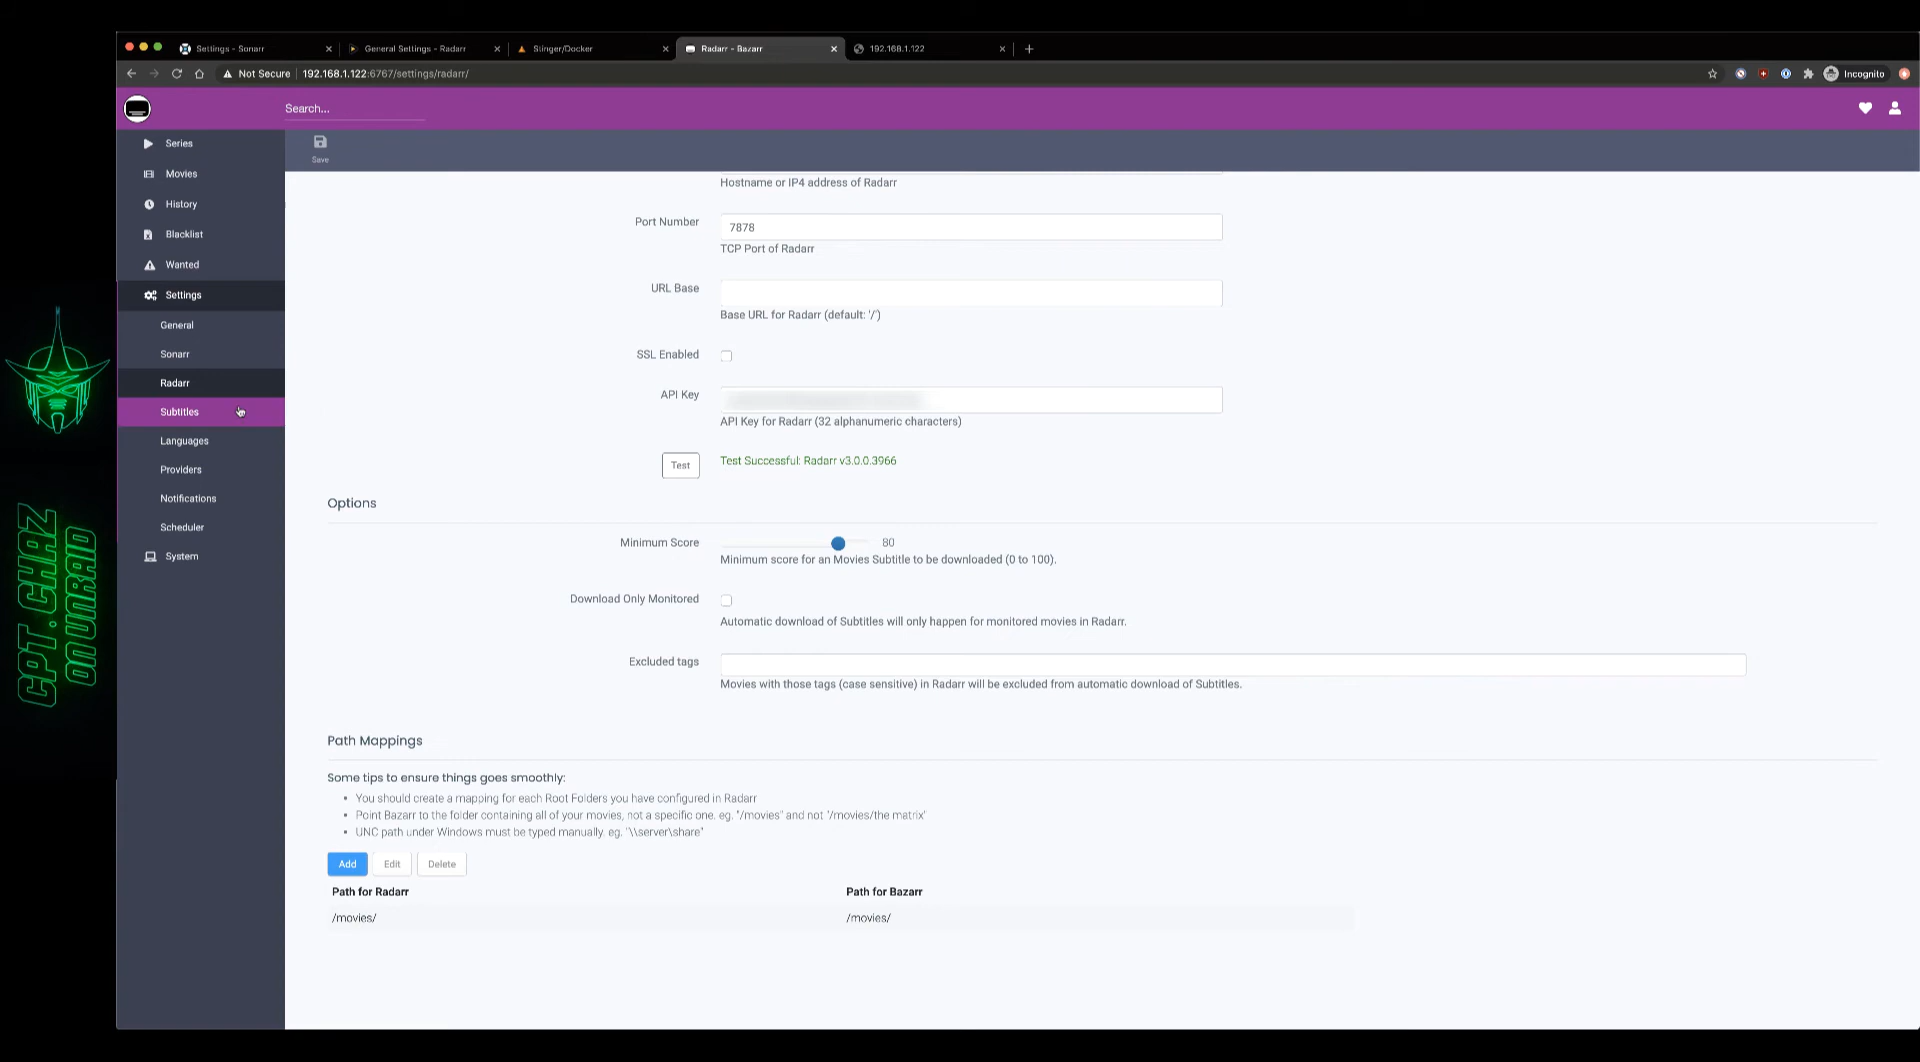 Settings - Sonarr
General Settings - Radarr
Stinger/Docker
Radarr - Bazarr
192.168.1.122
Not Secure
192.168.1.122:6767/settings/radarr/
Incognito
Search...
Series
Movies
History
Blacklist
Wanted
Settings
General
Sonarr
Radarr
Subtitles
Languages
Providers
Notifications
Scheduler
System
Save
Hostname or IP4 address of Radarr
Port Number
7878
TCP Port of Radarr
URL Base
Base URL for Radarr (default: '/')
SSL Enabled
API Key
API Key for Radarr (32 alphanumeric characters)
Test
Test Successful: Radarr v3.0.0.3966
Options
Minimum Score
80
Minimum score for an Movies Subtitle to be downloaded (0 to 100).
Download Only Monitored
Automatic download of Subtitles will only happen for monitored movies in Radarr.
Excluded tags
Movies with those tags (case sensitive) in Radarr will be excluded from automatic download of Subtitles.
Path Mappings
Some tips to ensure things goes smoothly:
You should create a mapping for each Root Folders you have configured in Radarr
Point Bazarr to the folder containing all of your movies, not a specific one. eg. "/movies" and not "/movies/the matrix"
UNC path under Windows must be typed manually. eg. "\\server\share"
Add
Edit
Delete
Path for Radarr
Path for Bazarr
/movies/
/movies/
CPT. CHAZ
ON UNRAID